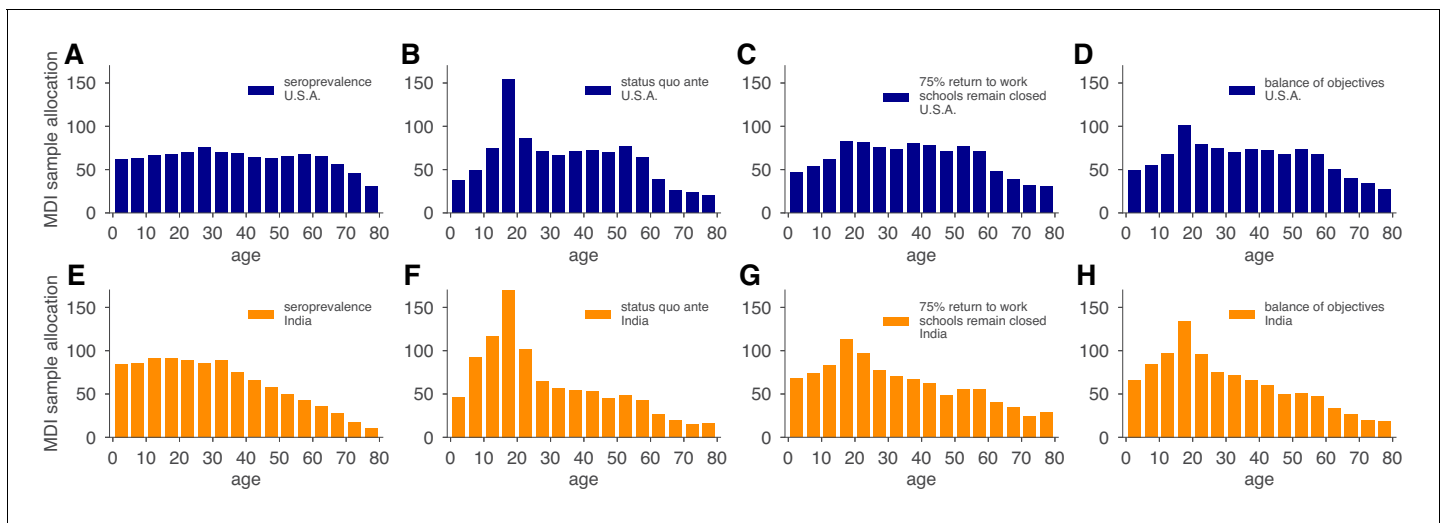 A
B
C
D
MDI sample allocation
150
100
50
0
seroprevalence
U.S.A.
0 10 20 30 40 50 60 70 80
age
150
100
50
0
status quo ante
U.S.A.
0 10 20 30 40 50 60 70 80
age
150
100
50
0
75% return to work
schools remain closed
U.S.A.
0 10 20 30 40 50 60 70 80
age
150
100
50
0
balance of objectives
U.S.A.
0 10 20 30 40 50 60 70 80
age
E
F
G
H
MDI sample allocation
150
100
50
0
seroprevalence
India
0 10 20 30 40 50 60 70 80
age
150
100
50
0
status quo ante
India
0 10 20 30 40 50 60 70 80
age
150
100
50
0
75% return to work
schools remain closed
India
0 10 20 30 40 50 60 70 80
age
150
100
50
0
balance of objectives
India
0 10 20 30 40 50 60 70 80
age